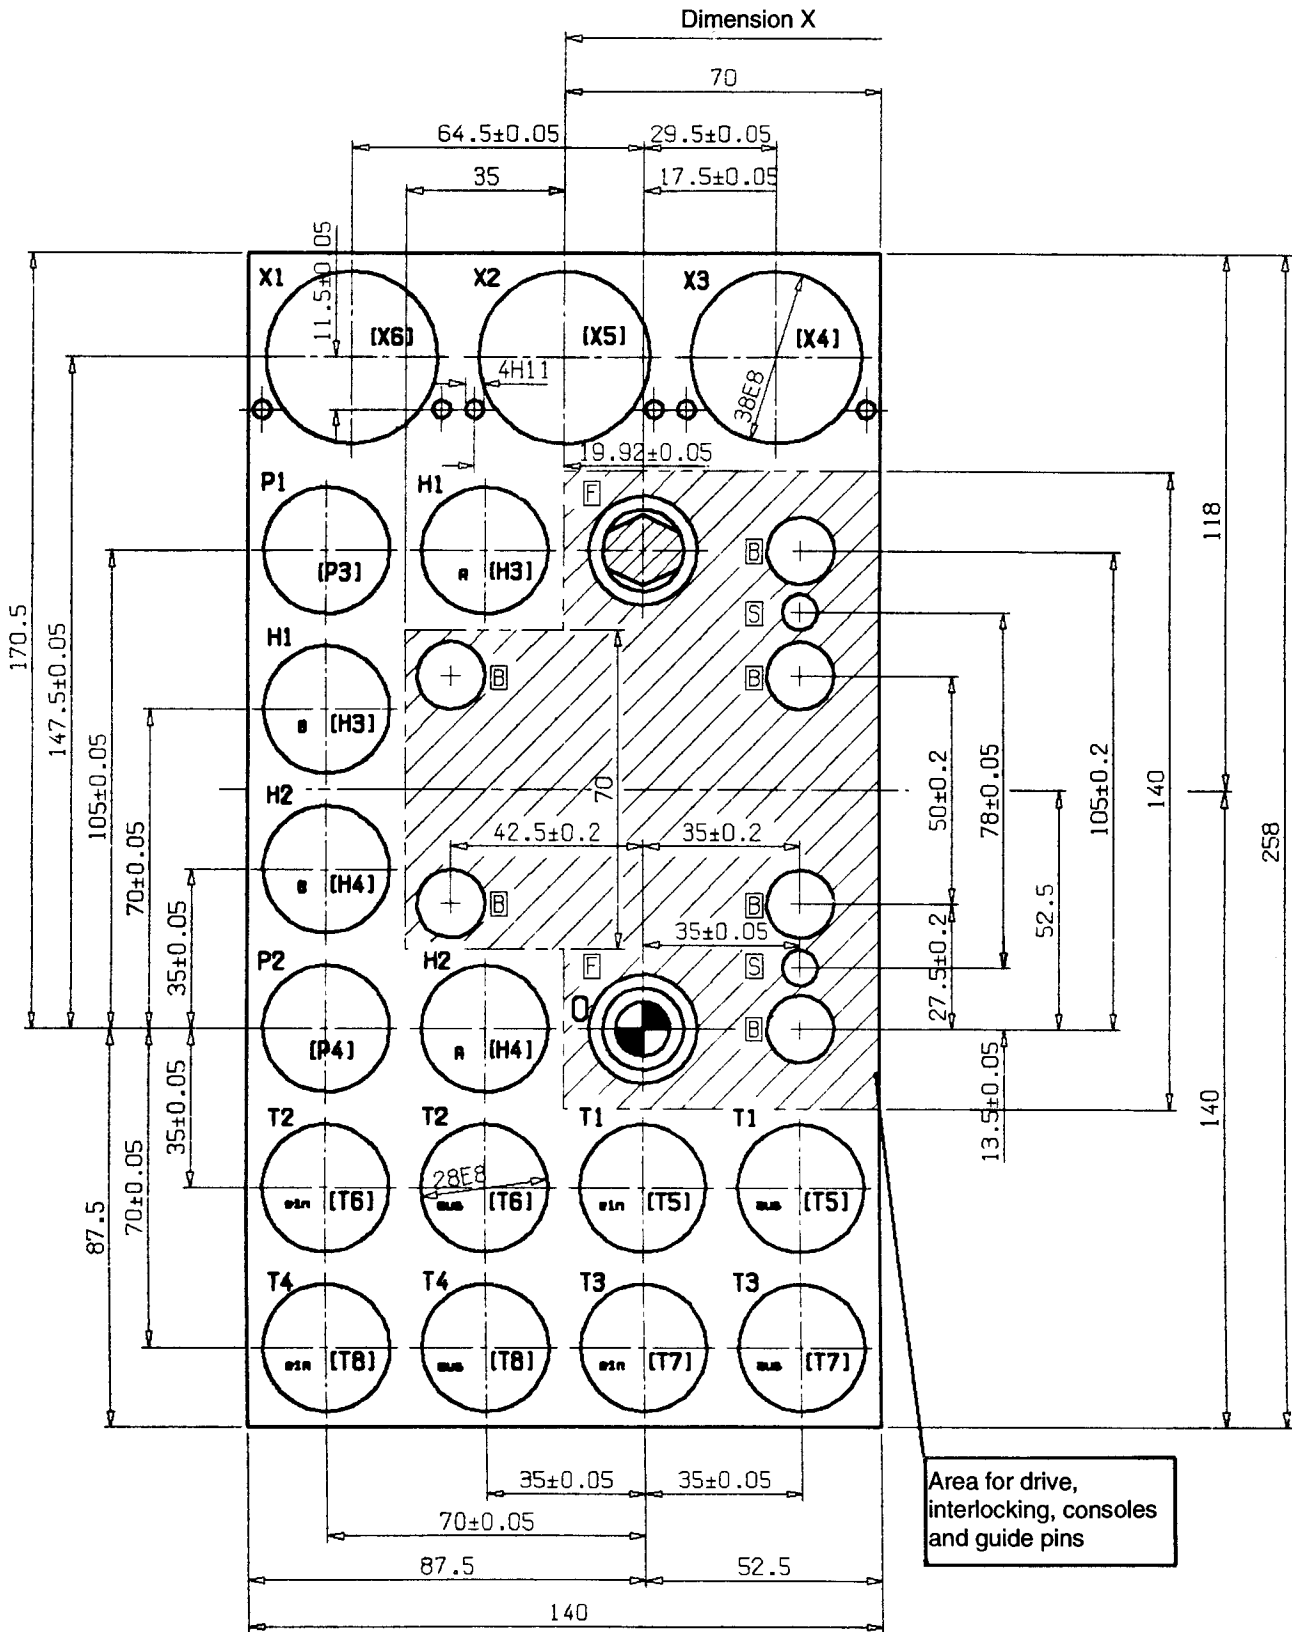 Dimension X
70
64.5±0.05
29.5±0.05
35
17.5±0.05
11.5±0.05
X1
X2
X3
[X6]
[X5]
[X4]
4H11
38E8
19.92±0.05
P1
H1
F
[P3]
A [H3]
B
S
H1
B [H3]
B
B
170.5
147.5±0.05
105±0.05
70±0.05
35±0.05
118
258
140
105±0.2
78±0.05
50±0.2
70
H2
42.5±0.2
35±0.2
B [H4]
B
B
52.5
27.5±0.2
35±0.05
P2
H2
F
S
O
B
[P4]
A [H4]
13.5±0.05
140
35±0.05
70±0.05
87.5
T2
T2
T1
T1
28E8
ein [T6]
aus [T6]
ein [T5]
aus [T5]
T4
T4
T3
T3
ein [T8]
aus [T8]
ein [T7]
aus [T7]
35±0.05
35±0.05
70±0.05
87.5
52.5
140
Area for drive,
interlocking, consoles
and guide pins